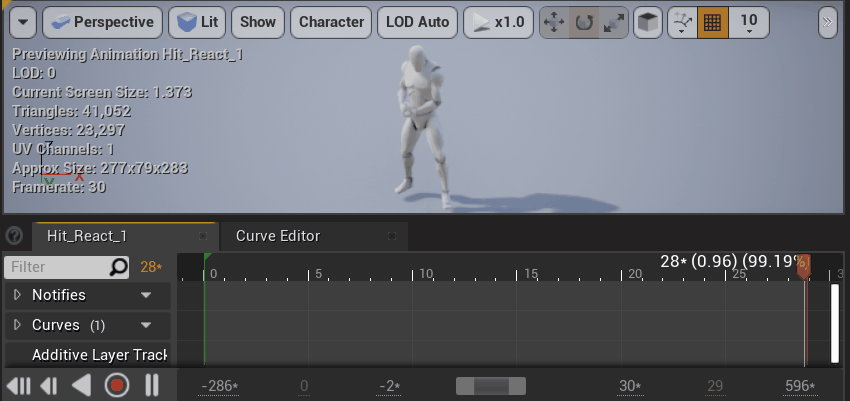 Perspective Lit Show Character LOD Auto x1.0 10
Previewing Animation Hit_React_1
LOD: 0
Current Screen Size: 1.373
Triangles: 41,052
Vertices: 23,297
UV Channels: 1
Approx Size: 277x79x283
Framerate: 30
Z
X
Y
Hit_React_1 Curve Editor
Filter 28*
28* (0.96) (99.19%)
0 5 10 15 20 25 3
Notifies
Curves (1)
Additive Layer Track
-286* 0 -2* 30* 29 596*